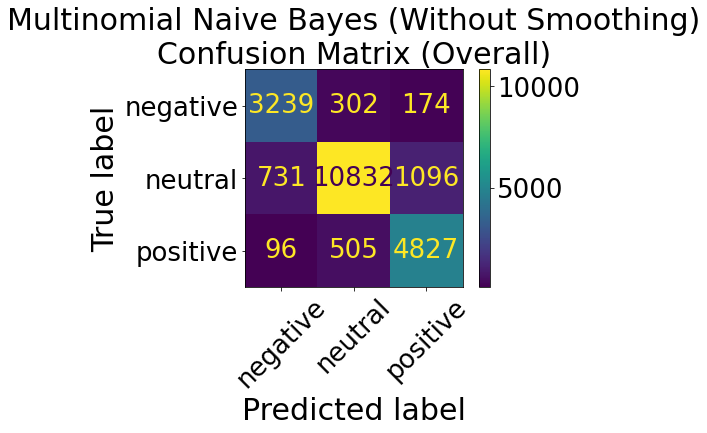 Multinomial Naive Bayes (Without Smoothing)
Confusion Matrix (Overall)
True label
negative 3239 302 174
neutral 731 10832 1096
positive 96 505 4827
10000
5000
negative neutral positive
Predicted label